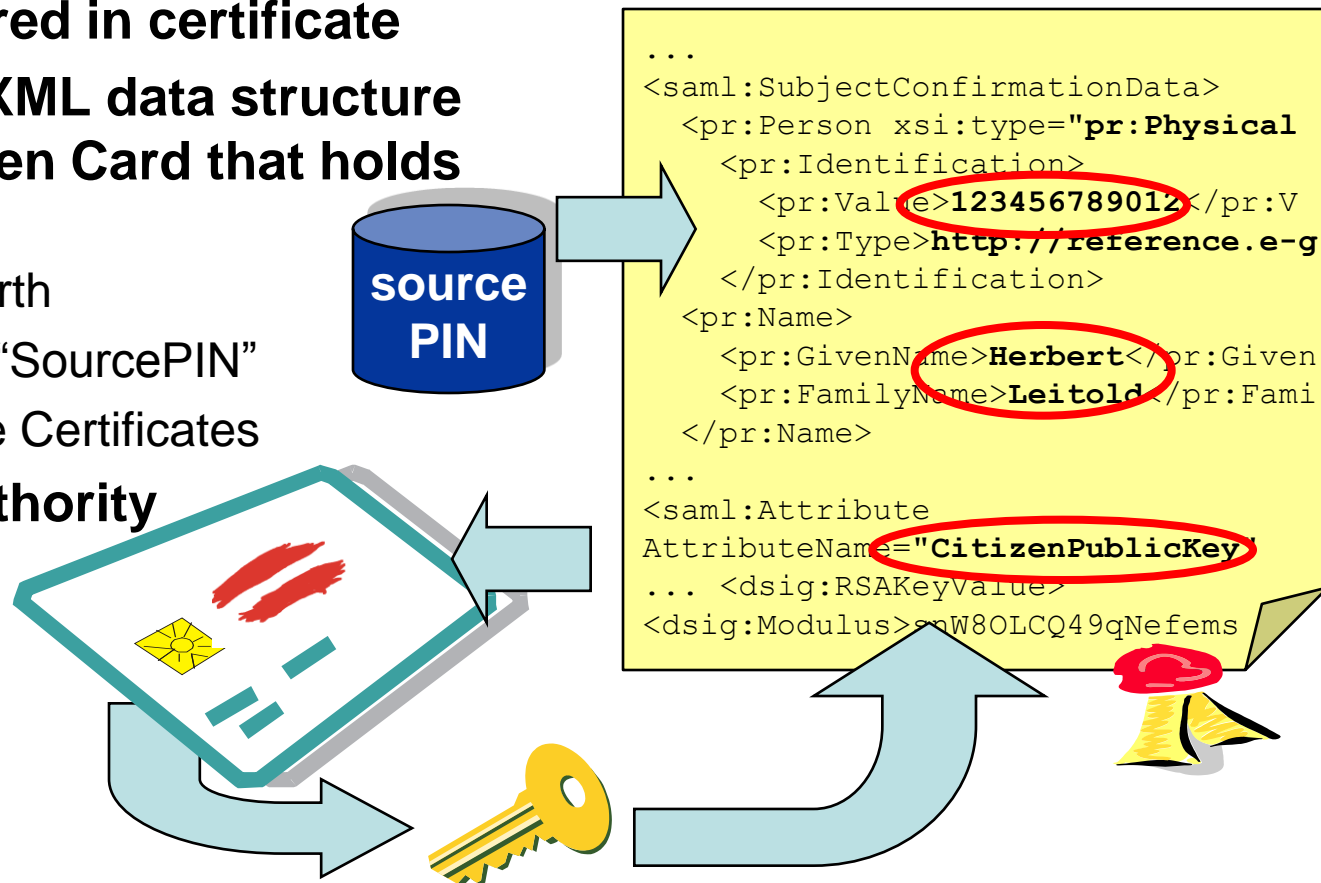 red in certificate
XML data structure
en Card that holds
rth
“SourcePIN”
e Certificates
thority
source
PIN
...
<saml:SubjectConfirmationData>
<pr:Person xsi:type="pr:Physical
<pr:Identification>
<pr:Value>123456789012</pr:V
<pr:Type>http://reference.e-g
</pr:Identification>
<pr:Name>
<pr:GivenName>Herbert</pr:Given
<pr:FamilyName>Leitold</pr:Fami
</pr:Name>
...
<saml:Attribute
AttributeName="CitizenPublicKey"
... <dsig:RSAKeyValue>
<dsig:Modulus>snW8OLCQ49qNefems